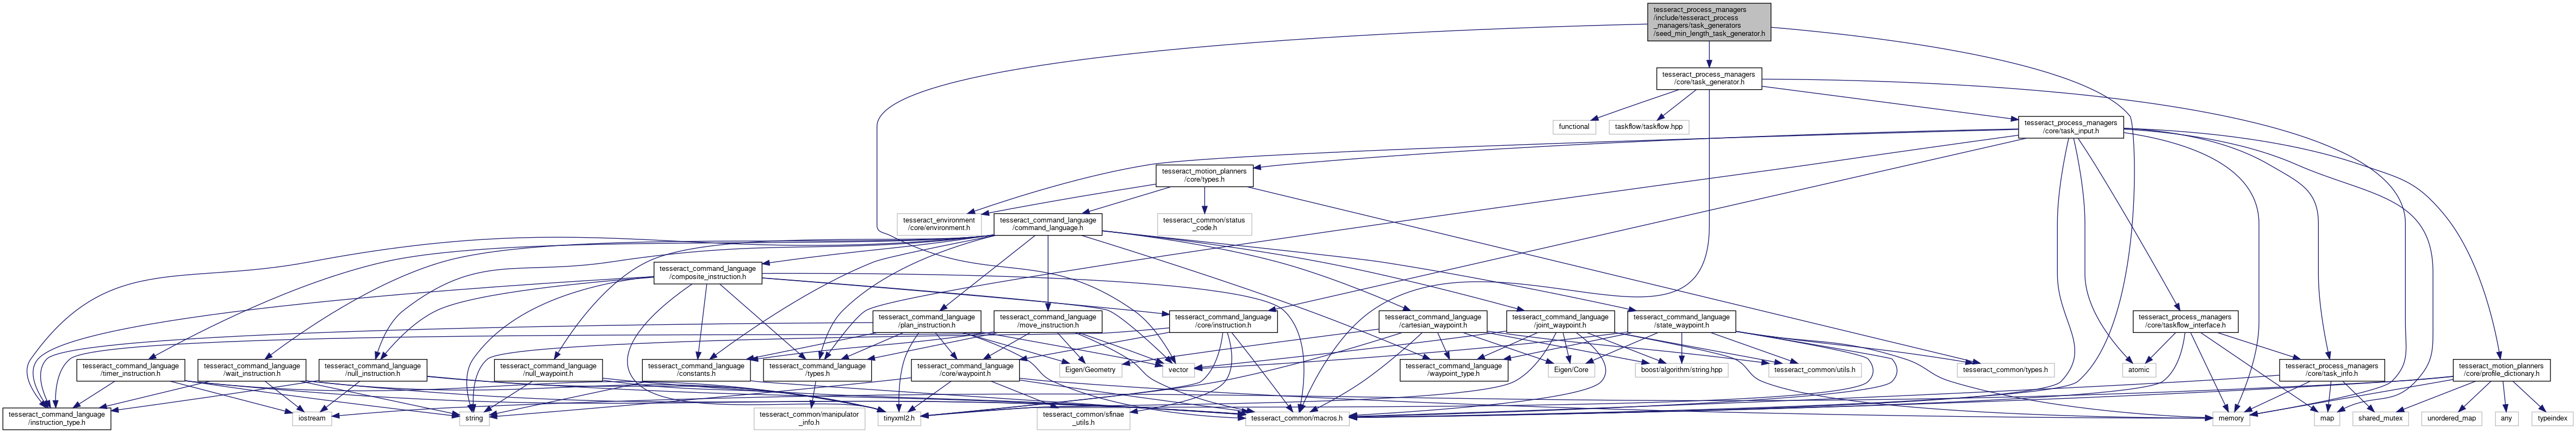 tesseract_process_managers
/include/tesseract_process
_managers/task_generators
/seed_min_length_task_generator.h
tesseract_process_managers
/core/task_generator.h
functional
taskflow/taskflow.hpp
tesseract_process_managers
/core/task_input.h
tesseract_motion_planners
/core/types.h
tesseract_environment
/core/environment.h
tesseract_command_language
/command_language.h
tesseract_common/status
_code.h
tesseract_command_language
/composite_instruction.h
tesseract_command_language
/plan_instruction.h
tesseract_command_language
/move_instruction.h
tesseract_command_language
/core/instruction.h
tesseract_command_language
/cartesian_waypoint.h
tesseract_command_language
/joint_waypoint.h
tesseract_command_language
/state_waypoint.h
tesseract_process_managers
/core/taskflow_interface.h
tesseract_command_language
/timer_instruction.h
tesseract_command_language
/wait_instruction.h
tesseract_command_language
/null_instruction.h
tesseract_command_language
/null_waypoint.h
tesseract_command_language
/constants.h
tesseract_command_language
/types.h
tesseract_command_language
/core/waypoint.h
Eigen/Geometry
vector
tesseract_command_language
/waypoint_type.h
Eigen/Core
boost/algorithm/string.hpp
tesseract_common/utils.h
tesseract_common/types.h
atomic
tesseract_process_managers
/core/task_info.h
tesseract_motion_planners
/core/profile_dictionary.h
tesseract_command_language
/instruction_type.h
iostream
string
tesseract_common/manipulator
_info.h
tinyxml2.h
tesseract_common/sfinae
_utils.h
tesseract_common/macros.h
memory
map
shared_mutex
unordered_map
any
typeindex